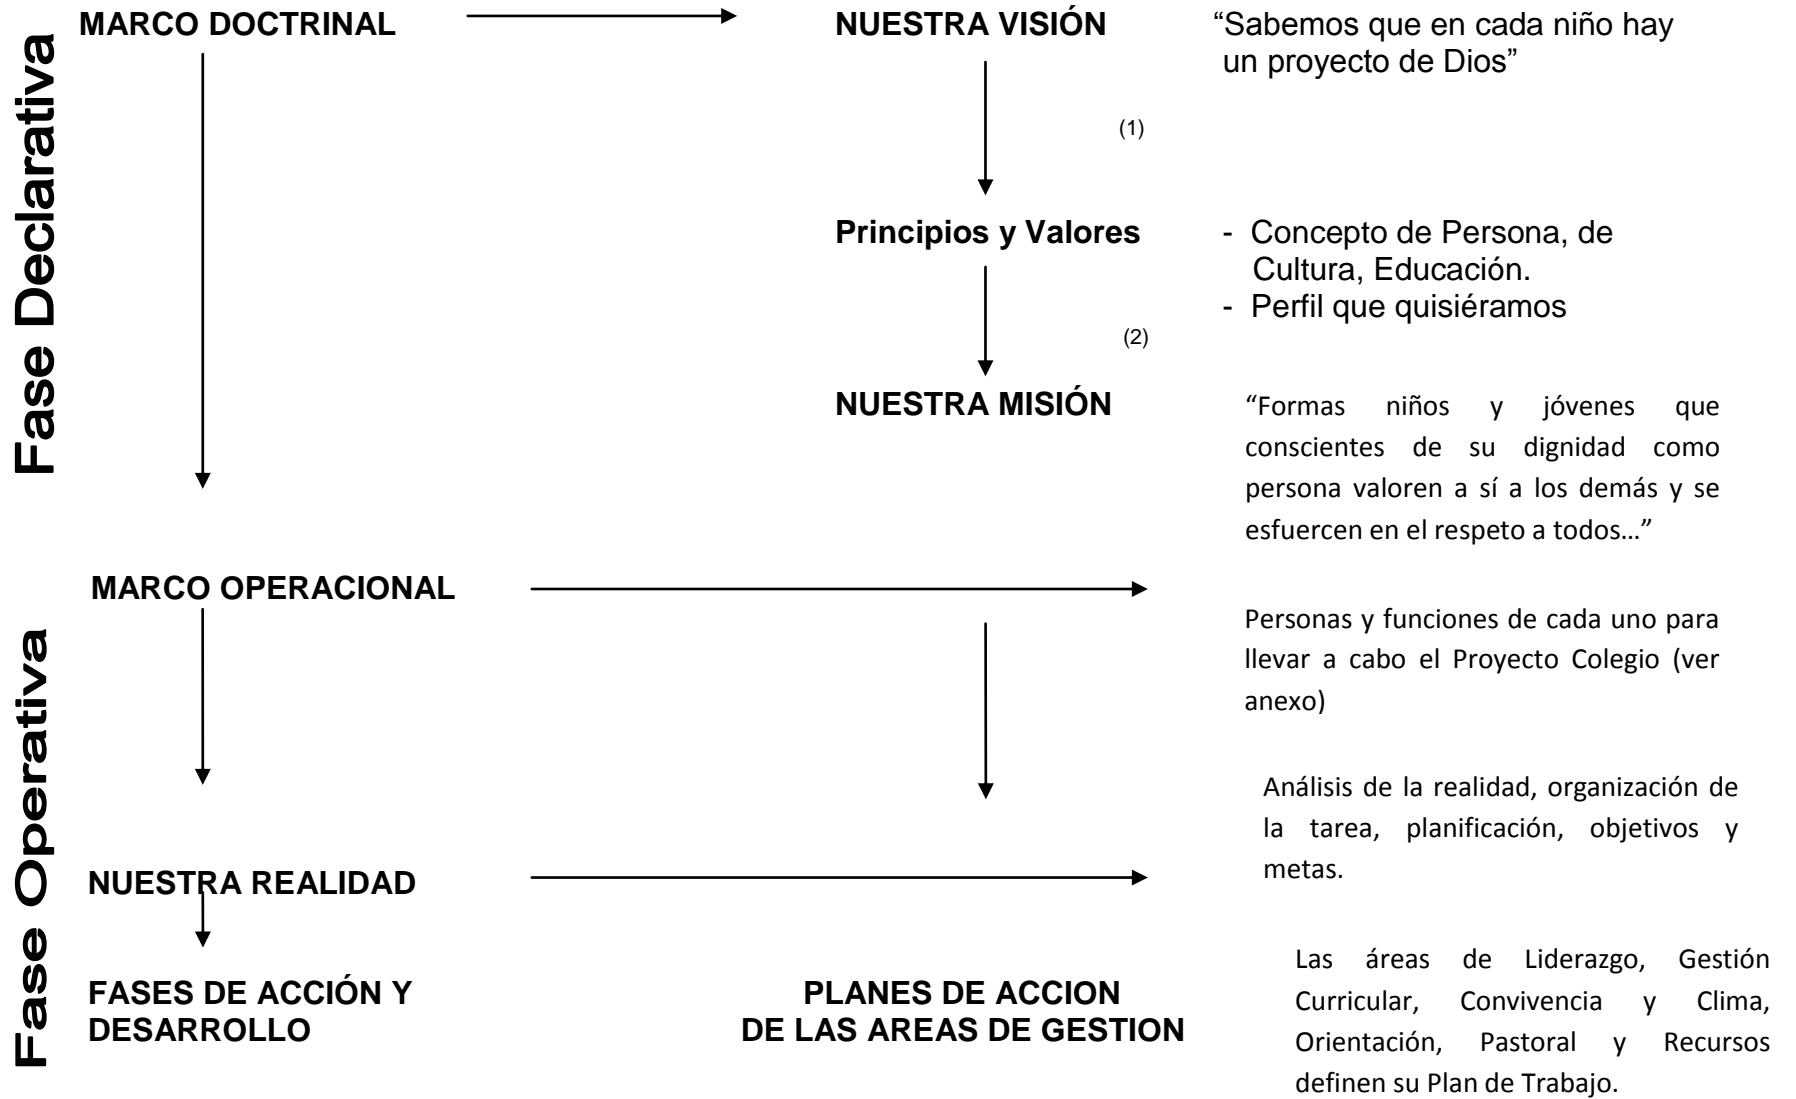 Fase Declarativa
MARCO DOCTRINAL
NUESTRA VISIÓN
“Sabemos que en cada niño hay
un proyecto de Dios”
(1)
Principios y Valores
- Concepto de Persona, de
Cultura, Educación.
- Perfil que quisiéramos
(2)
NUESTRA MISIÓN
“Formas niños y jóvenes que
conscientes de su dignidad como
persona valoren a sí a los demás y se
esfuercen en el respeto a todos…”
Fase Operativa
MARCO OPERACIONAL
Personas y funciones de cada uno para
llevar a cabo el Proyecto Colegio (ver
anexo)
Análisis de la realidad, organización de
la tarea, planificación, objetivos y
metas.
NUESTRA REALIDAD
FASES DE ACCIÓN Y
DESARROLLO
PLANES DE ACCION
DE LAS AREAS DE GESTION
Las áreas de Liderazgo, Gestión
Curricular, Convivencia y Clima,
Orientación, Pastoral y Recursos
definen su Plan de Trabajo.